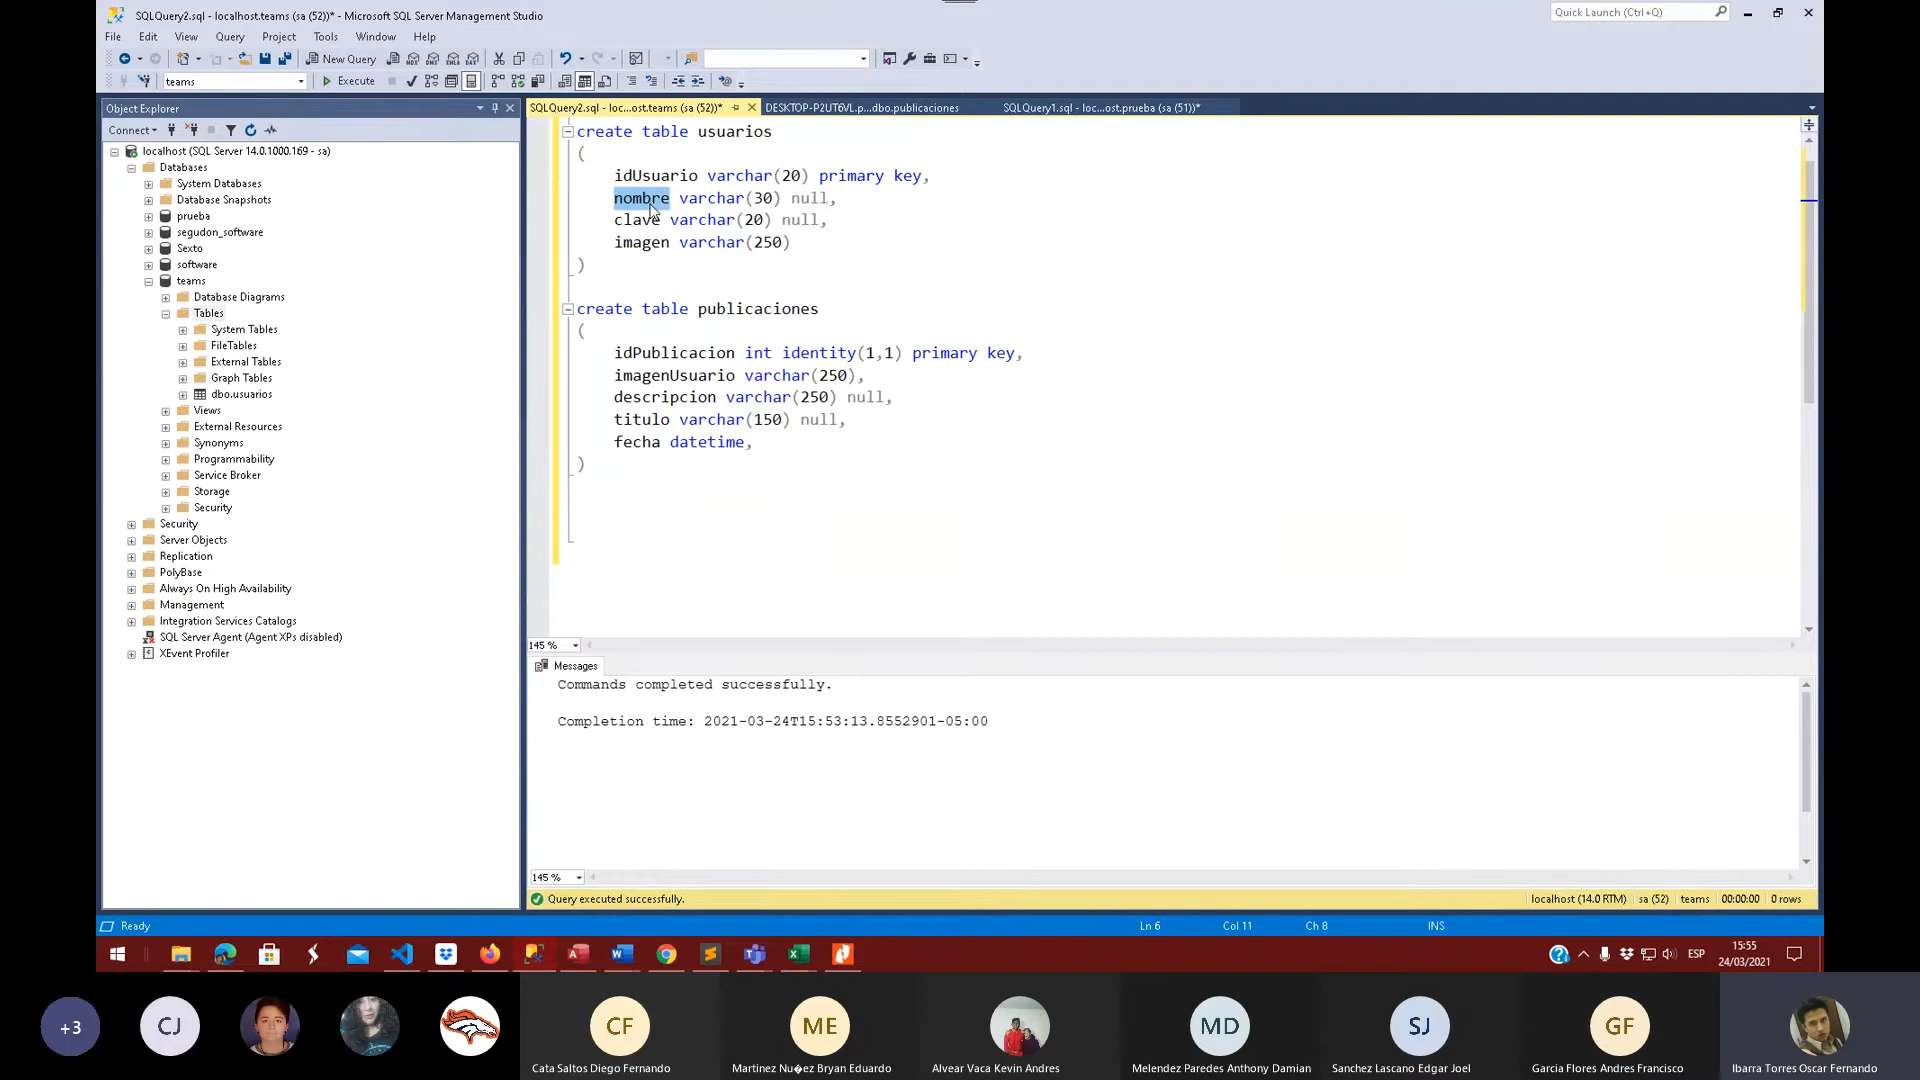 SQLQuery2.sql - localhost.teams (sa (52))* - Microsoft SQL Server Management Studio
Quick Launch (Ctrl+Q)
File Edit View Query Project Tools Window Help
New Query
teams
Execute
Object Explorer
SQLQuery2.sql - loc...ost.teams (sa (52))*
DESKTOP-P2UT6VL.p...dbo.publicaciones
SQLQuery1.sql - loc...ost.prueba (sa (51))*
Connect
localhost (SQL Server 14.0.1000.169 - sa)
Databases
System Databases
Database Snapshots
prueba
segudon_software
Sexto
software
teams
Database Diagrams
Tables
System Tables
FileTables
External Tables
Graph Tables
dbo.usuarios
Views
External Resources
Synonyms
Programmability
Service Broker
Storage
Security
Security
Server Objects
Replication
PolyBase
Always On High Availability
Management
Integration Services Catalogs
SQL Server Agent (Agent XPs disabled)
XEvent Profiler
create table usuarios
(
idUsuario varchar(20) primary key,
nombre varchar(30) null,
clave varchar(20) null,
imagen varchar(250)
)
create table publicaciones
(
idPublicacion int identity(1,1) primary key,
imagenUsuario varchar(250),
descripcion varchar(250) null,
titulo varchar(150) null,
fecha datetime,
)
145 %
Messages
Commands completed successfully.
Completion time: 2021-03-24T15:53:13.8552901-05:00
145 %
Query executed successfully.
localhost (14.0 RTM) sa (52) teams 00:00:00 0 rows
Ready
Ln 6 Col 11 Ch 8 INS
ESP
15:55
24/03/2021
+3
CJ
CF
ME
MD
SJ
GF
Cata Saltos Diego Fernando
Martinez Nu�ez Bryan Eduardo
Alvear Vaca Kevin Andres
Melendez Paredes Anthony Damian
Sanchez Lascano Edgar Joel
Garcia Flores Andres Francisco
Ibarra Torres Oscar Fernando